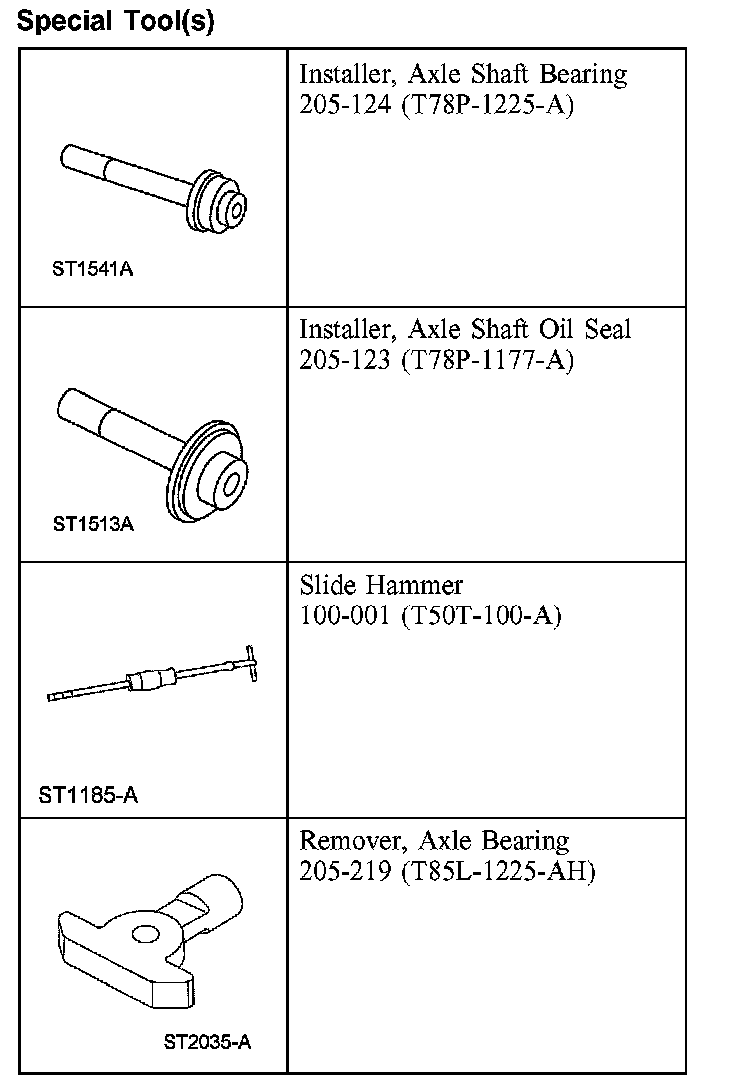 Special Tool(s)
Installer, Axle Shaft Bearing
205-124 (T78P-1225-A)
ST1541A
Installer, Axle Shaft Oil Seal
205-123 (T78P-1177-A)
ST1513A
Slide Hammer
100-001 (T50T-100-A)
ST1185-A
Remover, Axle Bearing
205-219 (T85L-1225-AH)
ST2035-A